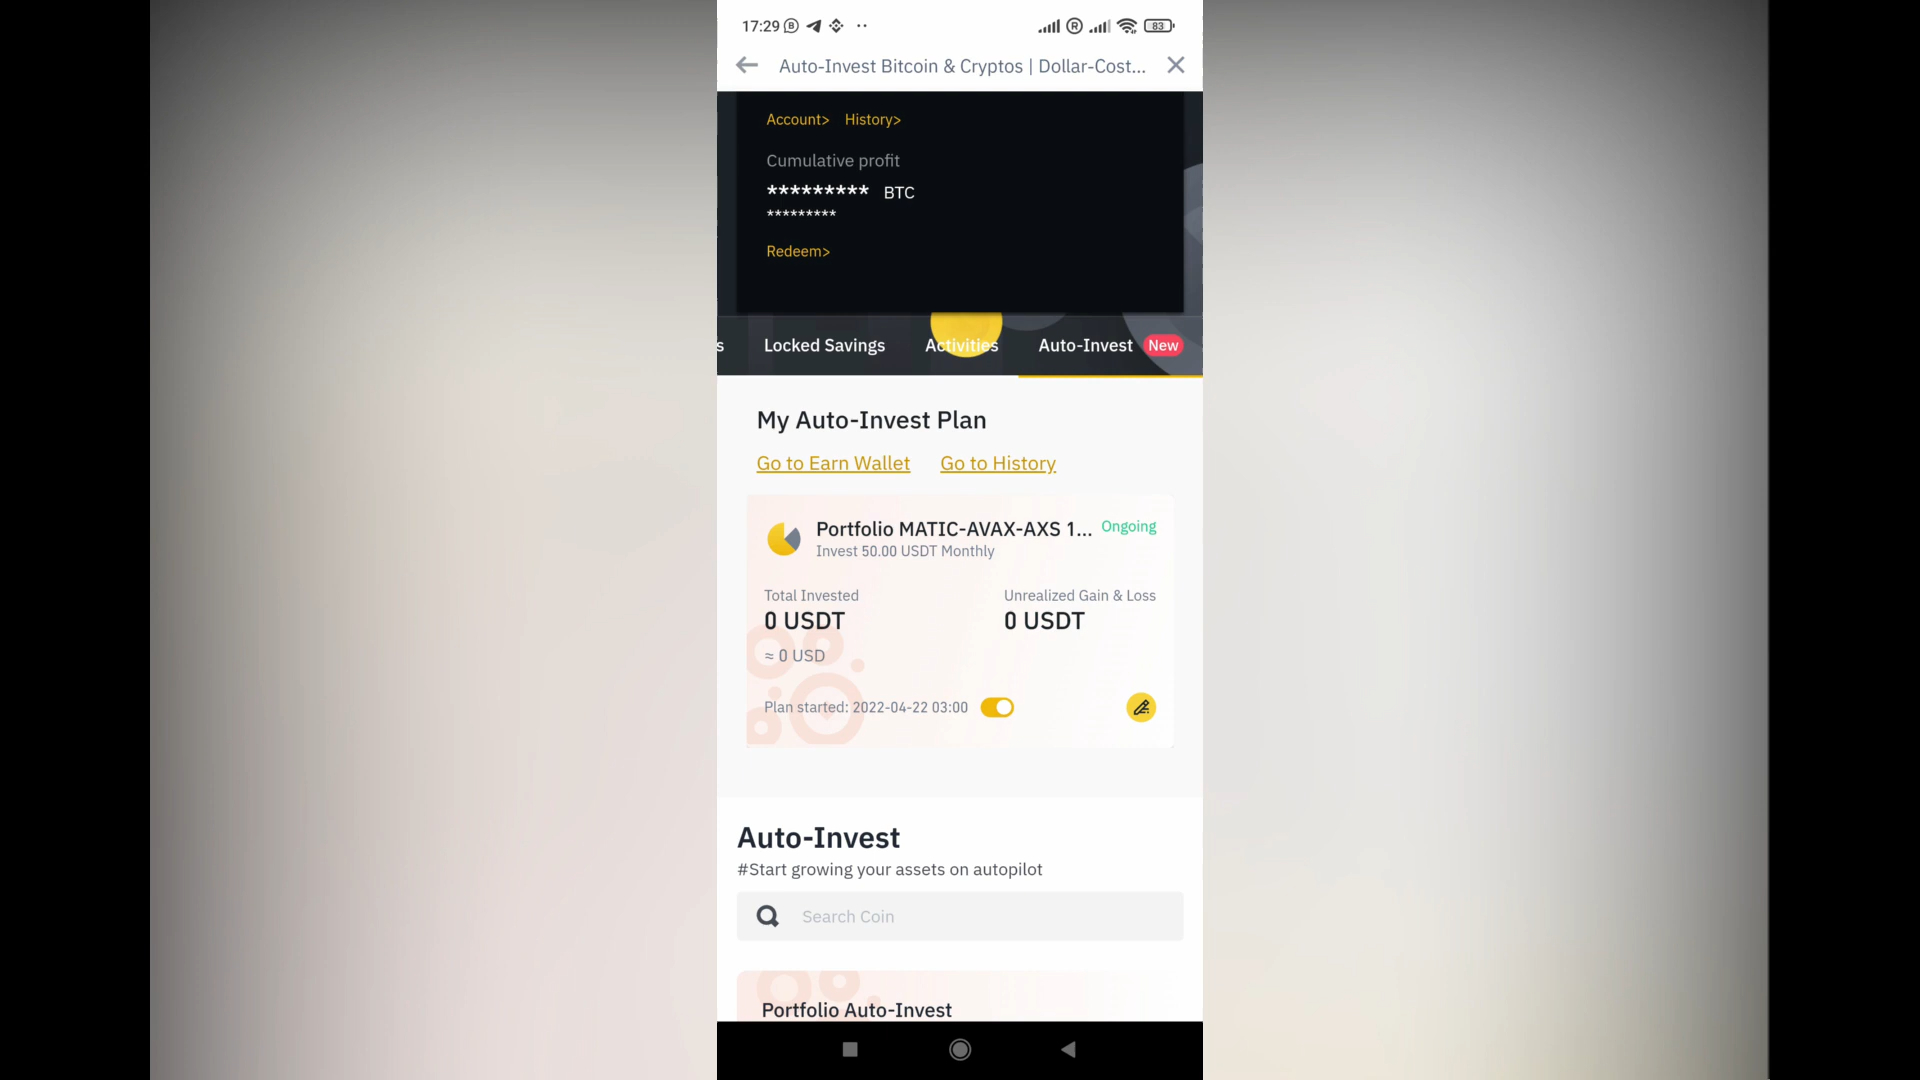 17:29
83
Auto-Invest Bitcoin & Cryptos | Dollar-Cost...
Account> History>
Cumulative profit
********* BTC
*********
Redeem>
s Locked Savings Activities Auto-Invest New
My Auto-Invest Plan
Go to Earn Wallet Go to History
Portfolio MATIC-AVAX-AXS 1... Ongoing
Invest 50.00 USDT Monthly
Total Invested Unrealized Gain & Loss
0 USDT 0 USDT
≈ 0 USD
Plan started: 2022-04-22 03:00
Auto-Invest
#Start growing your assets on autopilot
Search Coin
Portfolio Auto-Invest